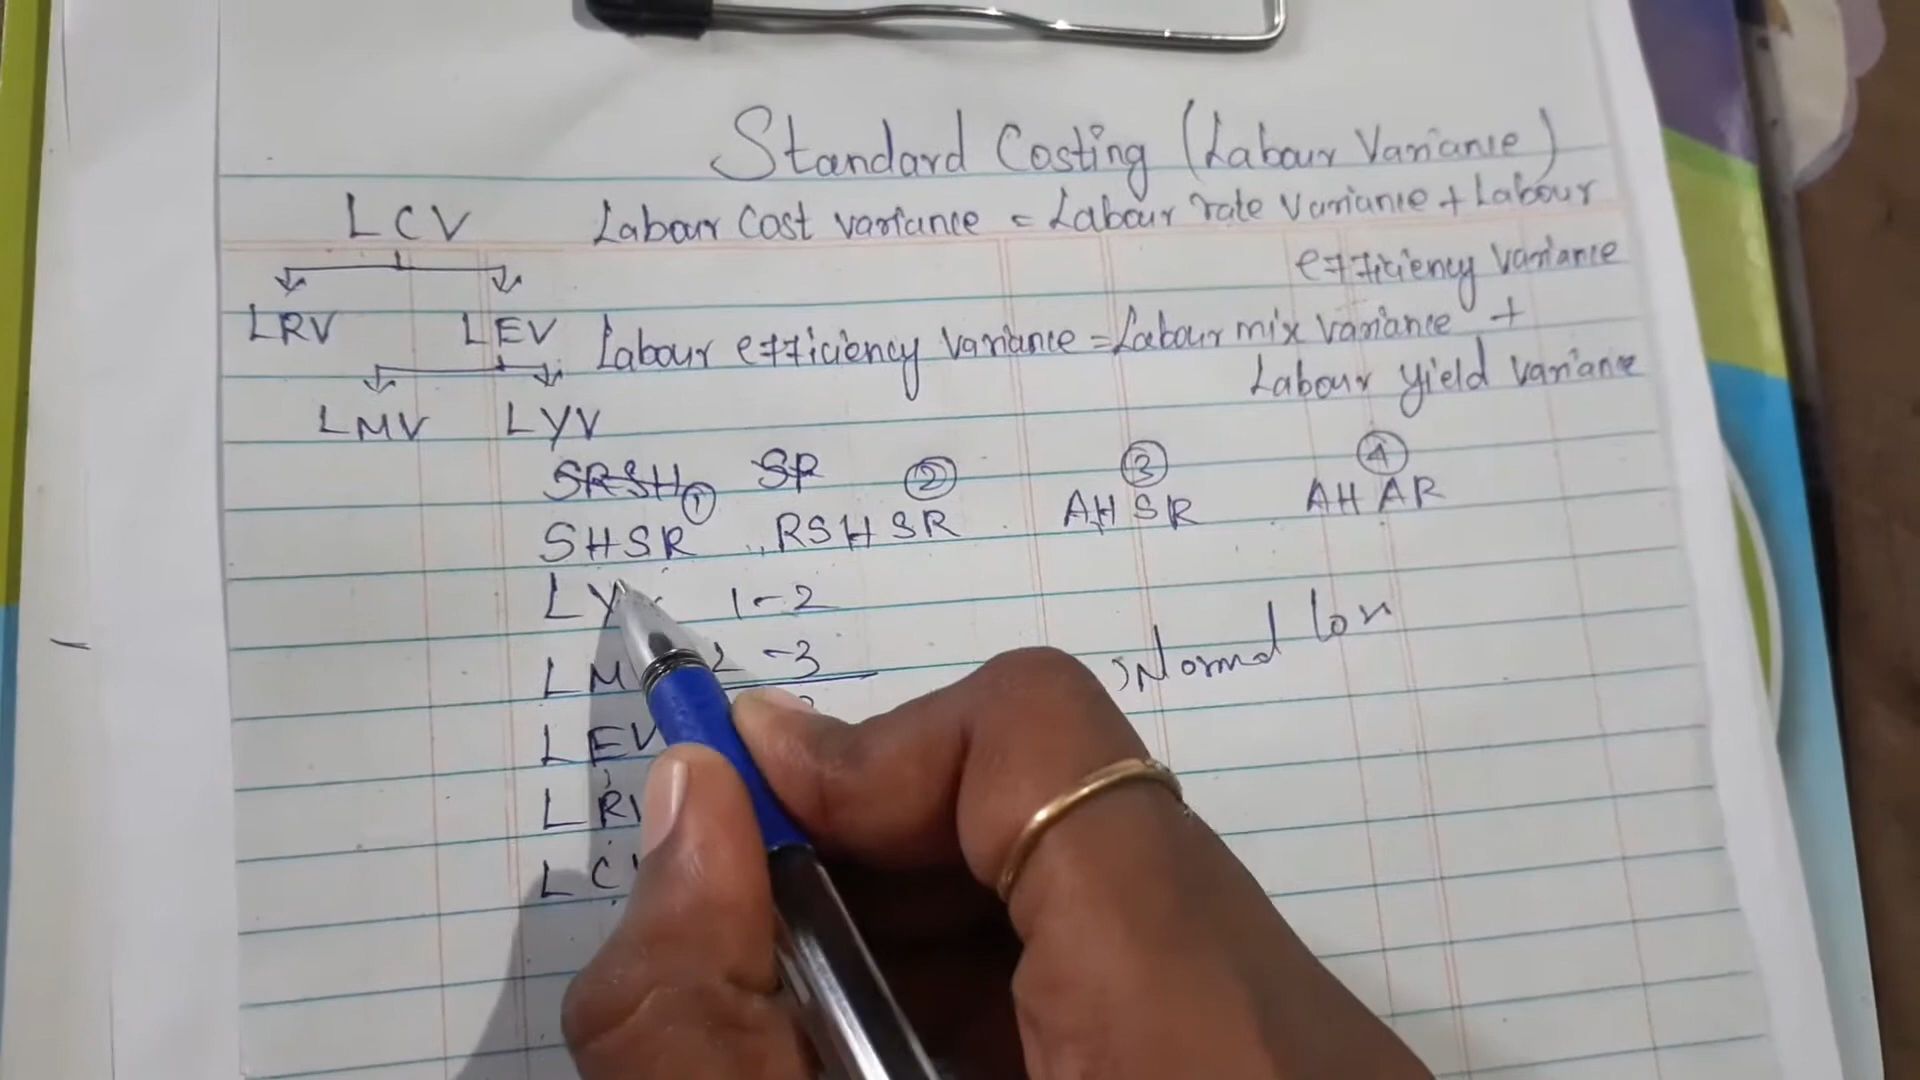 Standard Costing (Labour Variance)
LCV Labour Cost variance = Labour rate Variance + Labour
efficiency Variance
LRV LEV Labour efficiency Variance = Labour mix variance +
Labour yield variance
LMV LYV
SRSH SR ② ③ ④
SHSR ① RSH SR AH SR AH AR
LY 1-2
LM 2-3 Normal
LEV
LR
LC